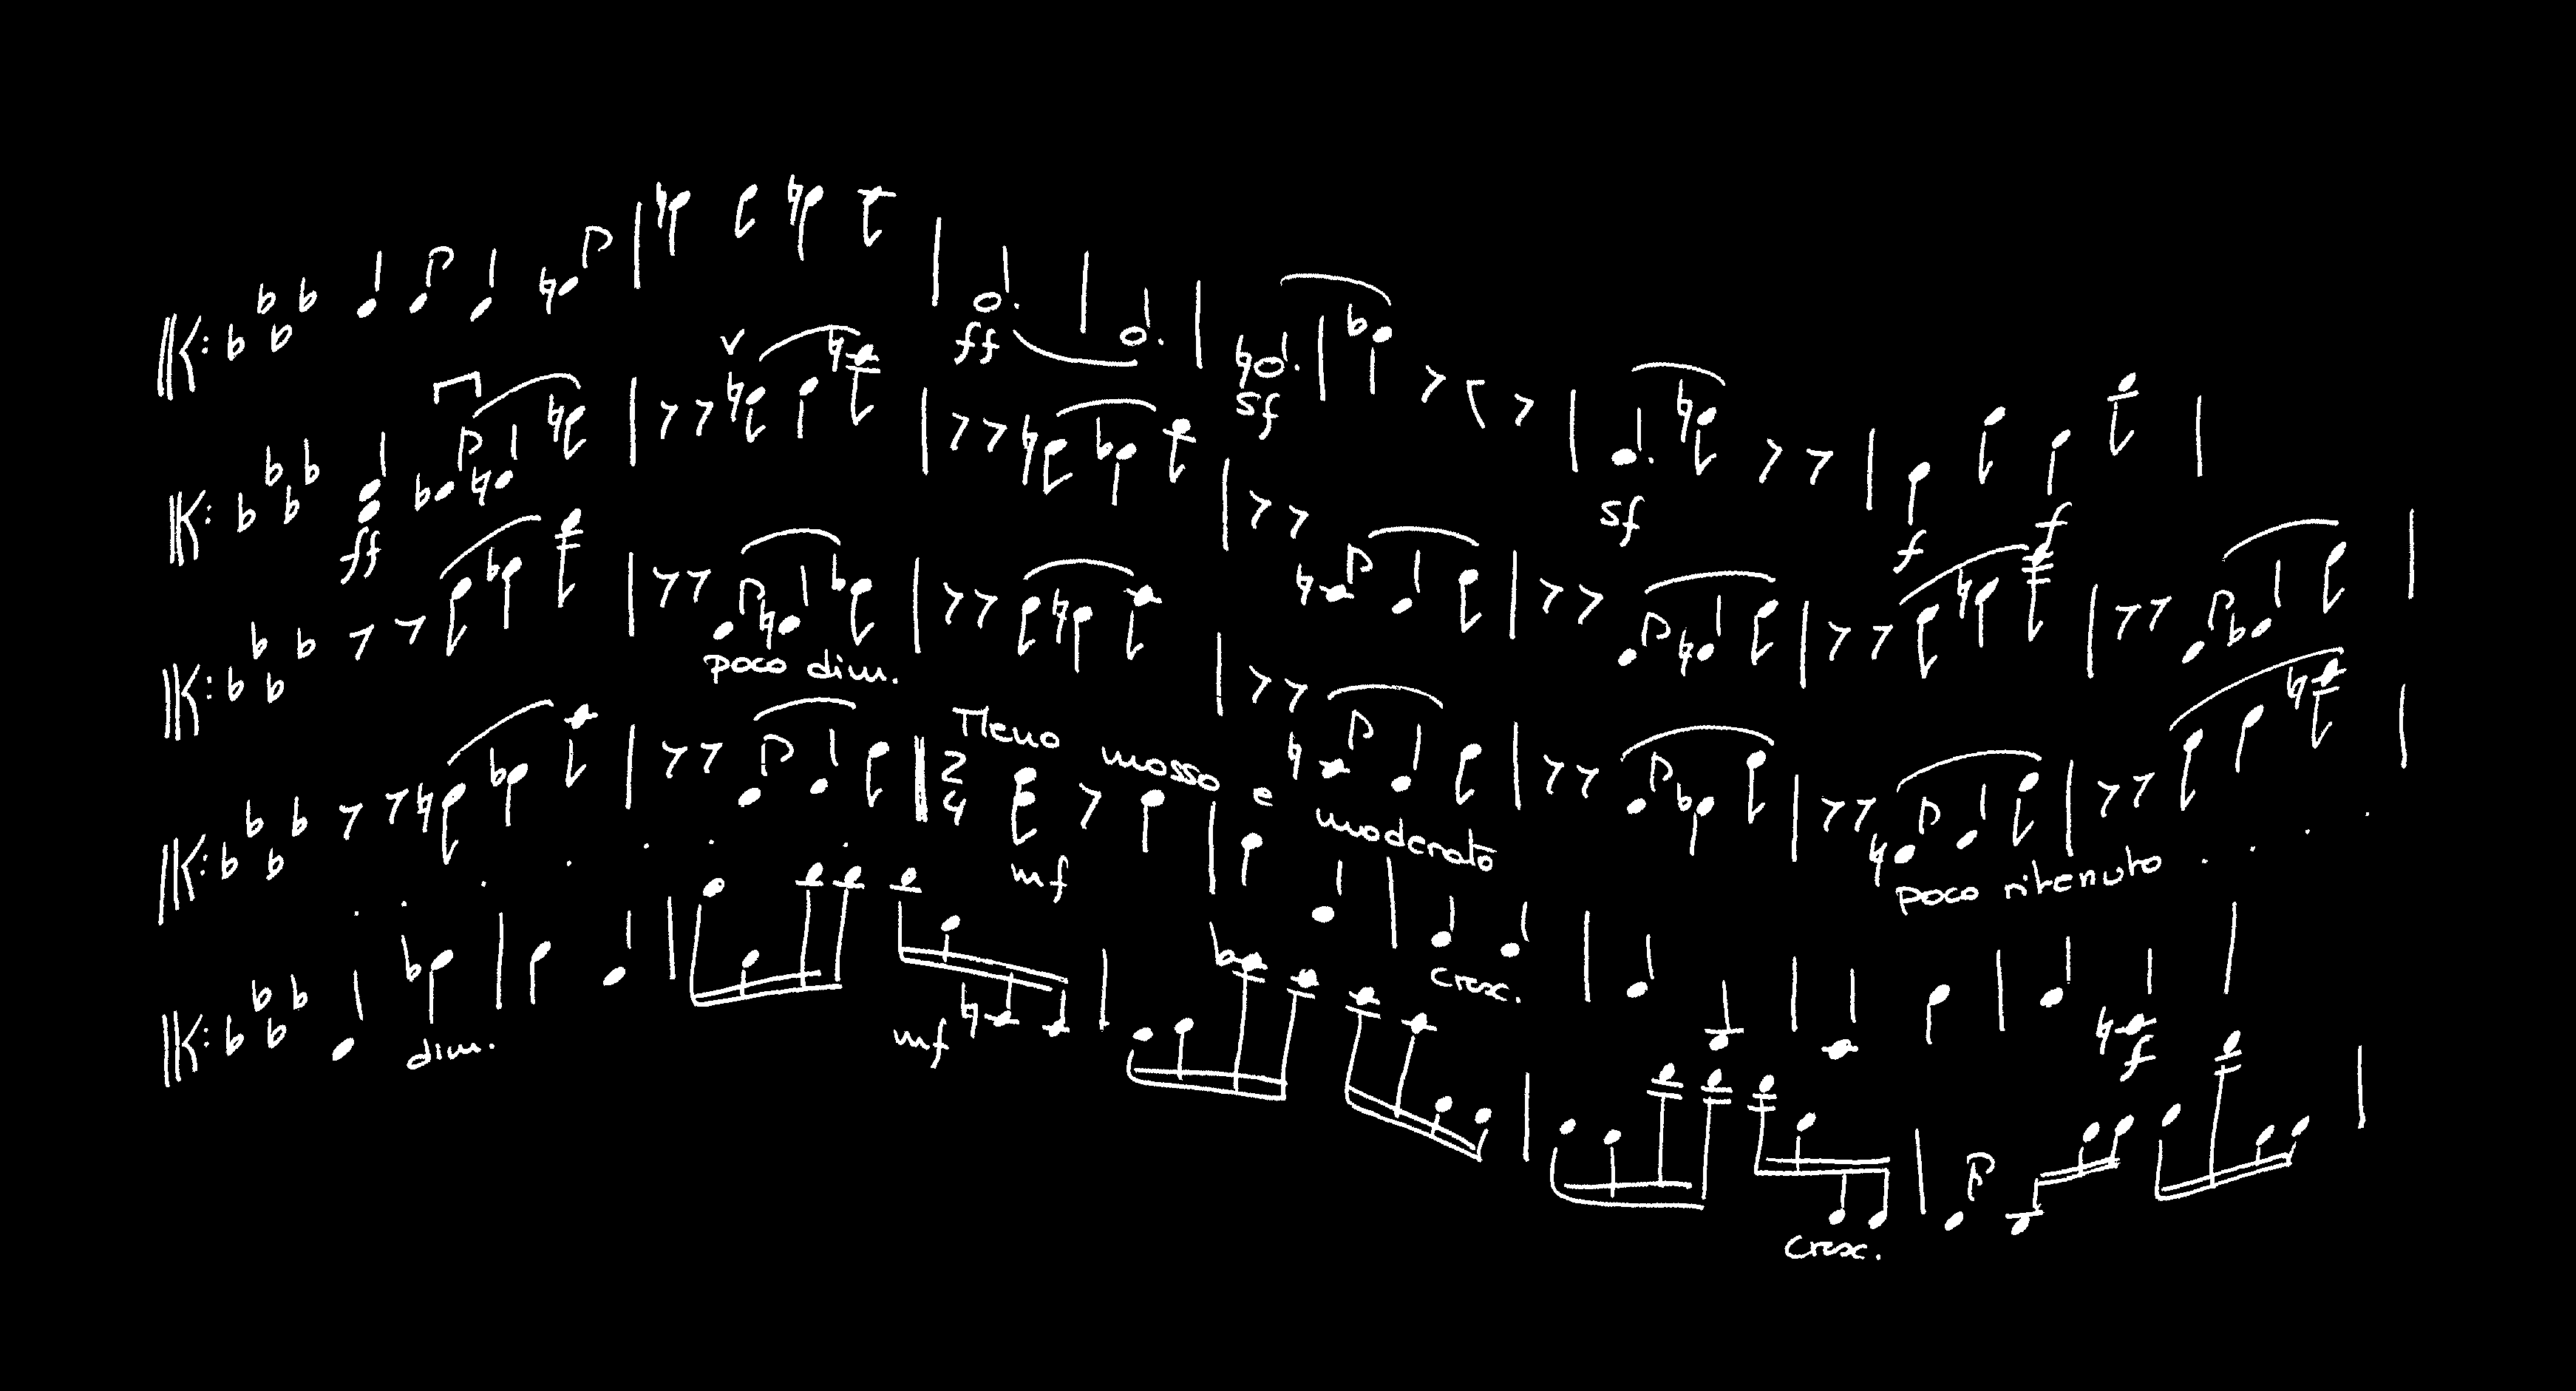 ff
sf
sf
f
f
ff
poco dim.
Meno mosso e moderato
2
4
mf
cresc.
poco ritenuto
dim.
f
mf
cresc.